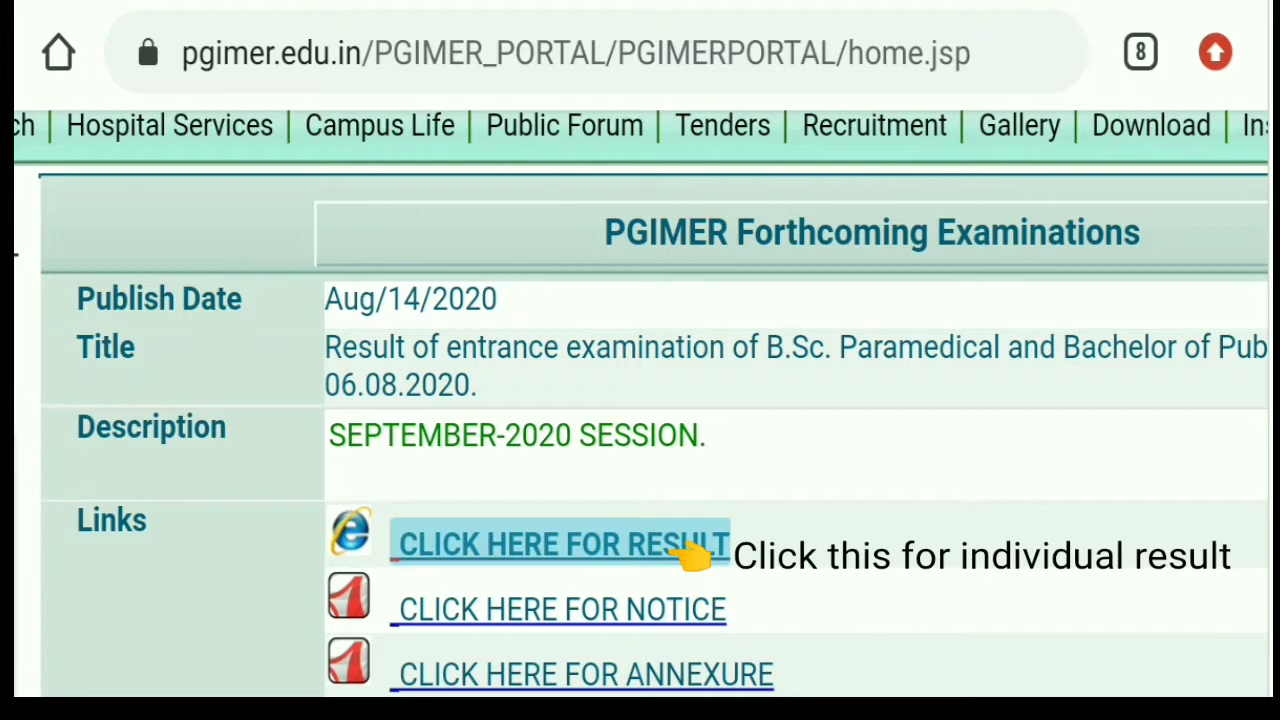 pgimer.edu.in/PGIMER_PORTAL/PGIMERPORTAL/home.jsp 8
ch | Hospital Services | Campus Life | Public Forum | Tenders | Recruitment | Gallery | Download | Ins
PGIMER Forthcoming Examinations
Publish Date Aug/14/2020
Title Result of entrance examination of B.Sc. Paramedical and Bachelor of Pub
06.08.2020.
Description SEPTEMBER-2020 SESSION.
Links CLICK HERE FOR RESULT Click this for individual result
CLICK HERE FOR NOTICE
CLICK HERE FOR ANNEXURE